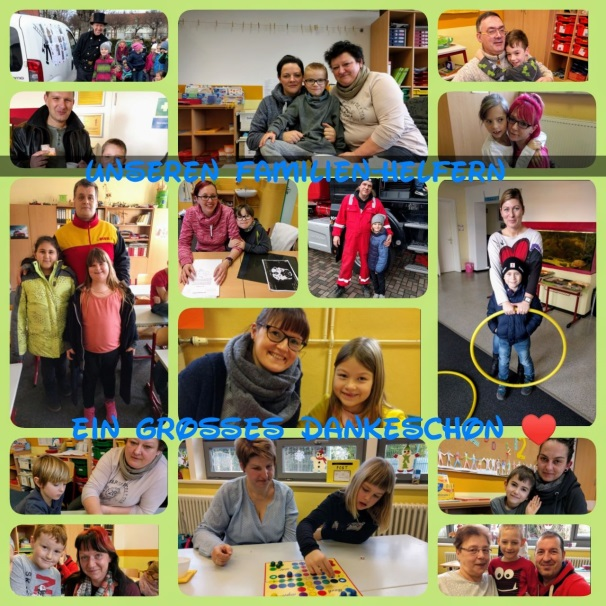 UNSEREN FAMILIEN-HELFERN
EIN GROSSES DANKESCHÖN ❤️